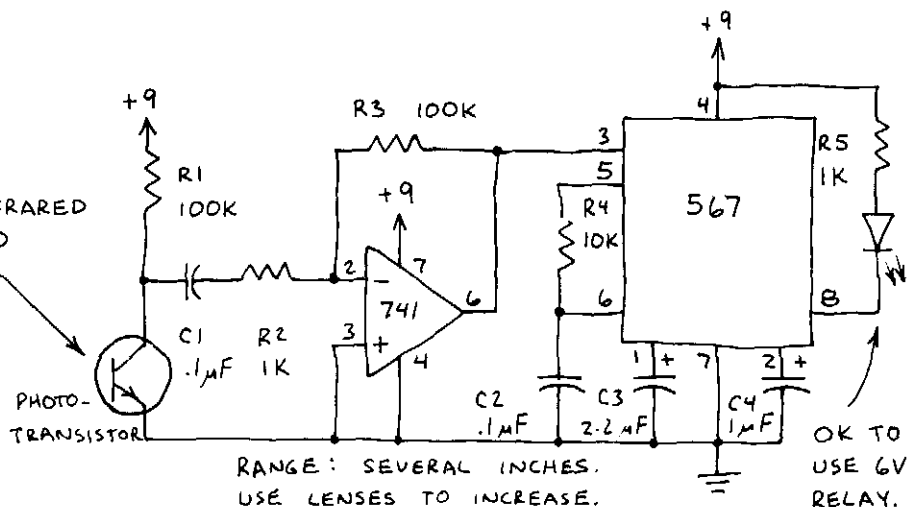 +9
+9
R3 100K
4
3
R1
100K
R5
1K
5
+9
567
R4
10K
ERARED
2
-
7
741
6
6
8
3
+
4
C1
.1µF
R2
1K
1
+
7
2
+
PHOTO-
TRANSISTOR
C2
.1µF
C3
2.2µF
C4
1µF
OK TO
USE 6V
RELAY.
RANGE: SEVERAL INCHES.
USE LENSES TO INCREASE.